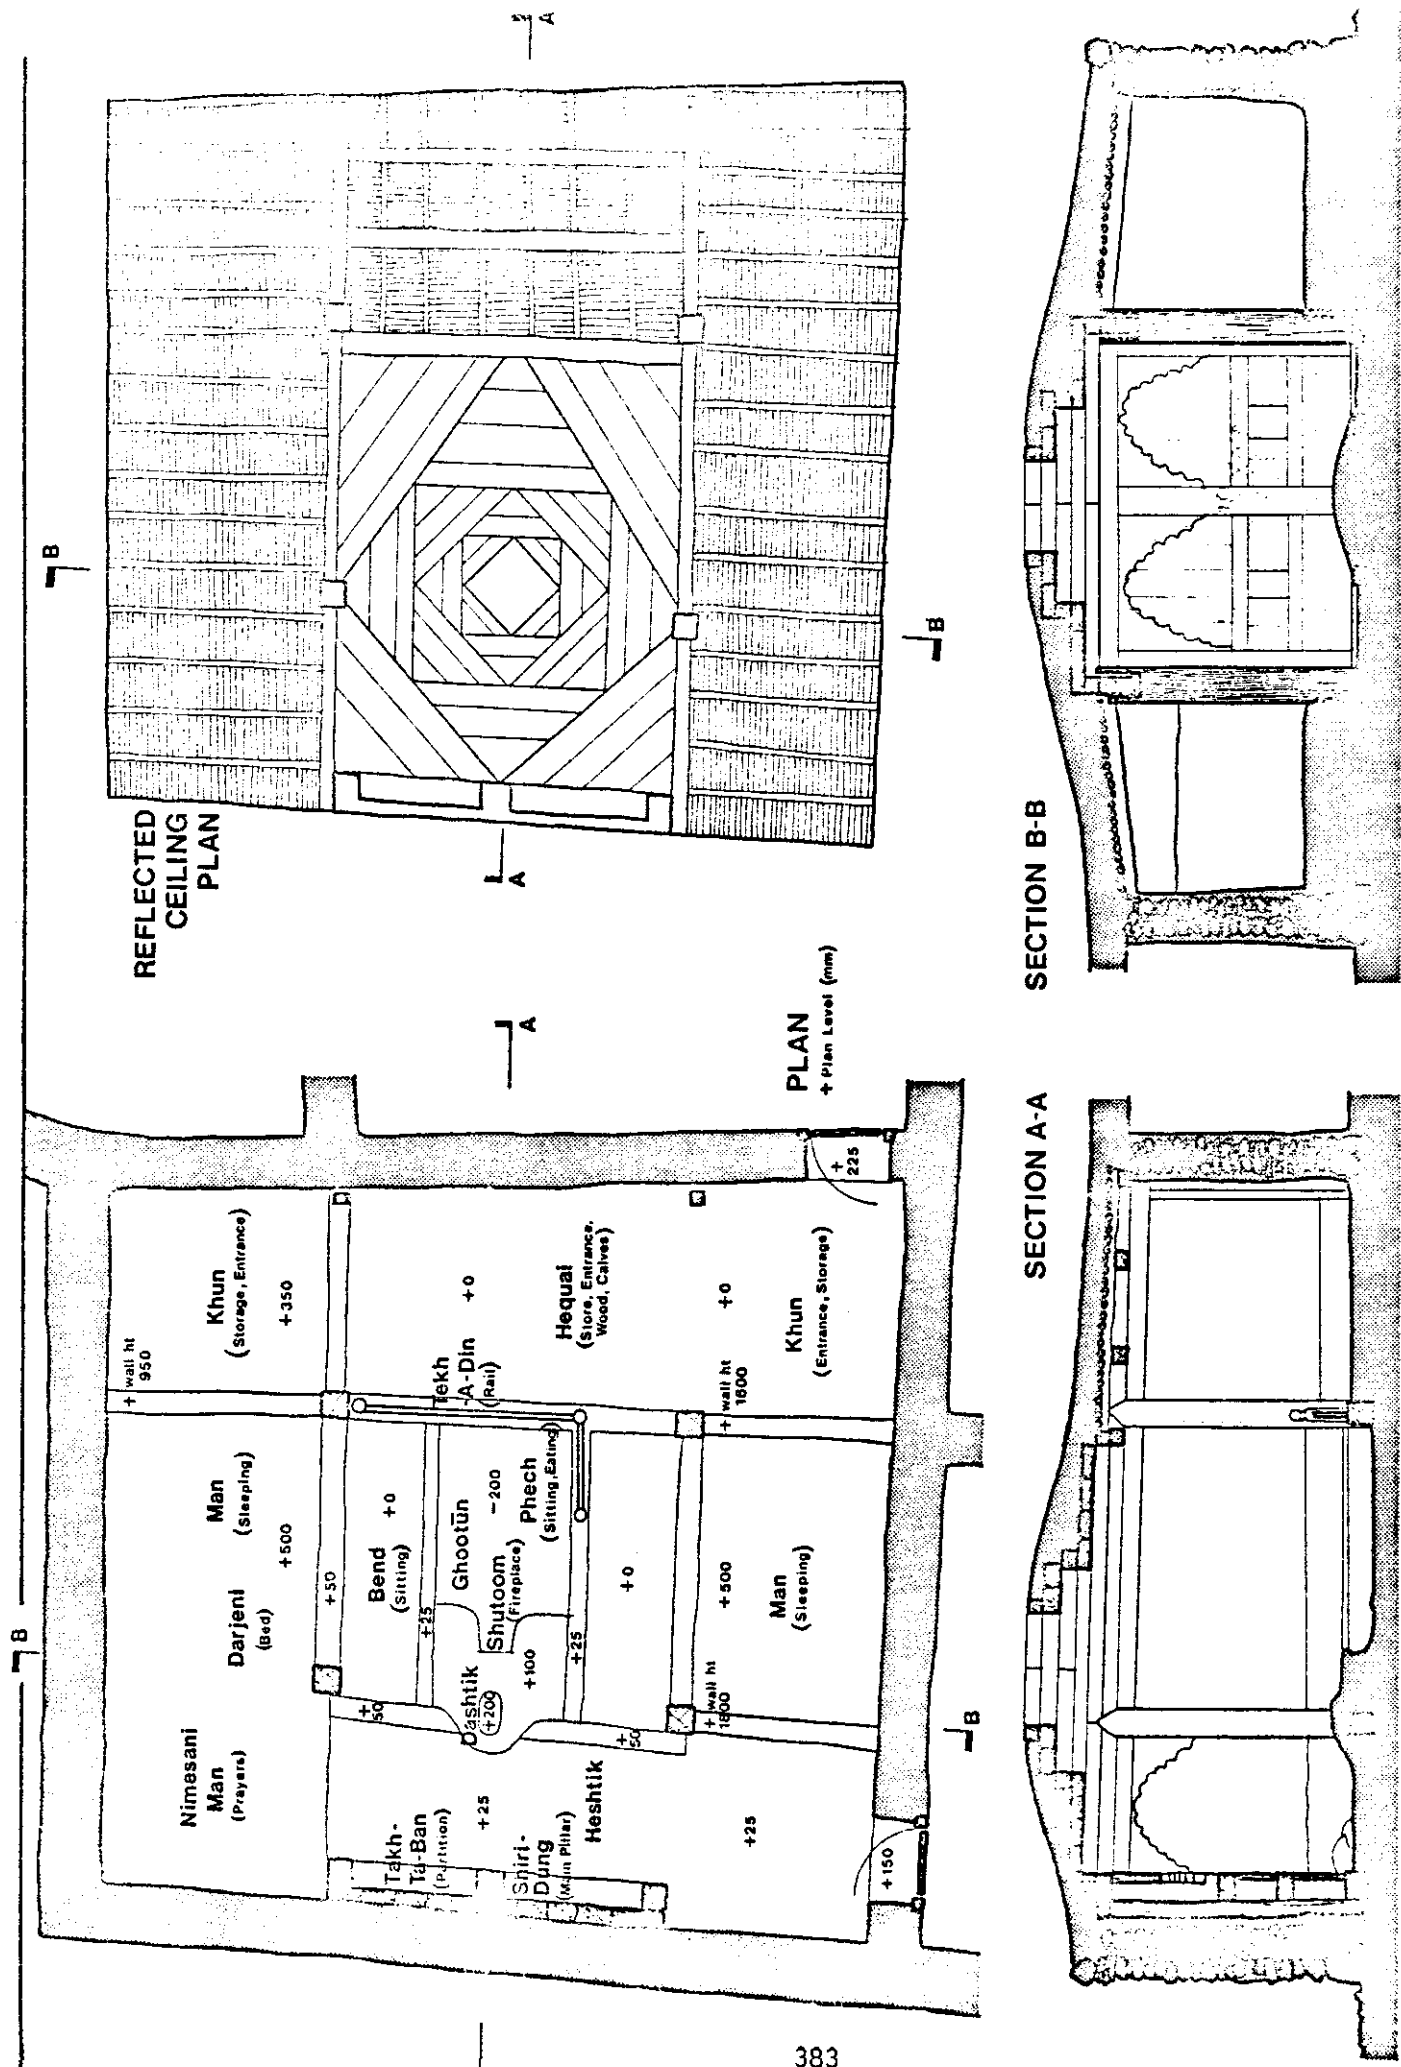 B
B
A
A
REFLECTED
CEILING
PLAN
B
B
A
PLAN
+ Plan Level (mm)
Nimesani
Man
(Prayers)
Darjeni
(Bed)
Man
(Sleeping)
+500
+ wall ht
950
Khun
(Storage, Entrance)
+350
+50
Bend
(Sitting)
+0
+25
Tekh
-A-Din
(Rail)
+0
Ghootūn
-200
Shutoom
(Fireplace)
Phech
(Sitting, Eating)
Hequai
(Store, Entrance,
Wood, Calves)
+
50
Dashtik
+200
+100
+25
+0
+
50
Takh-
Ta-Ban
(Partition)
+25
Shiri-
Dung
(Main Pillar)
Heshtik
+25
+ wall ht
1800
+500
Man
(Sleeping)
+ wall ht
1600
+0
Khun
(Entrance, Storage)
+
225
+150
SECTION A-A
SECTION B-B
383